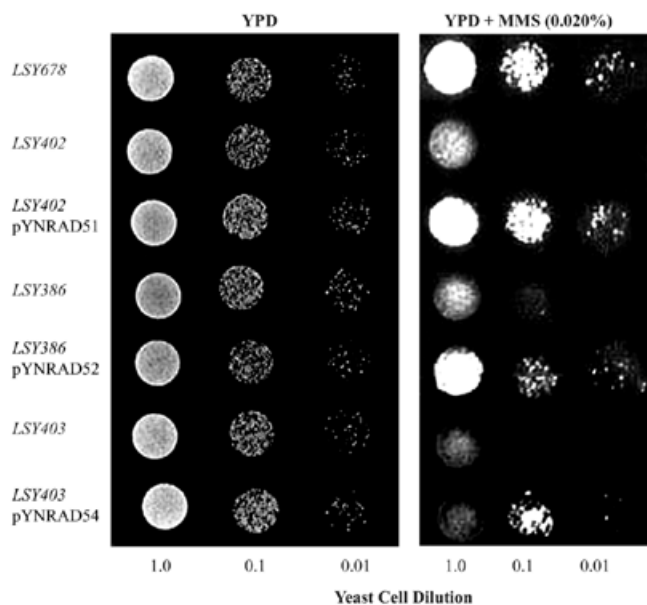 YPD YPD + MMS (0.020%)
LSY678
LSY402
LSY402
pYNRAD51
LSY386
LSY386
pYNRAD52
LSY403
LSY403
pYNRAD54
1.0 0.1 0.01 1.0 0.1 0.01
Yeast Cell Dilution